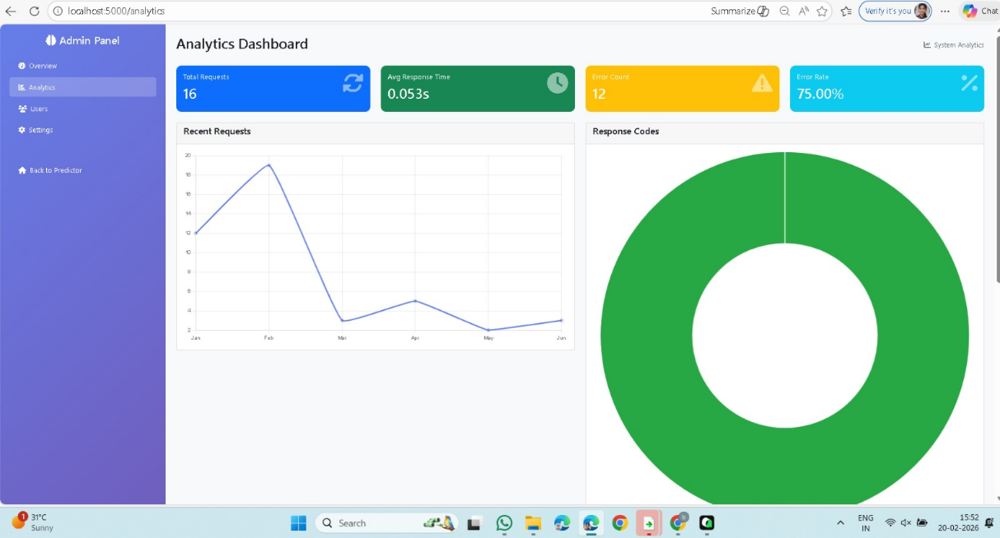 localhost:5000/analytics
Summarize
Verify it's you
Chat
Admin Panel
Overview
Analytics
Users
Settings
Back to Predictor
Analytics Dashboard
System Analytics
Total Requests
16
Avg Response Time
0.053s
Error Count
12
Error Rate
75.00%
Recent Requests
20
18
16
14
12
10
8
6
4
2
Jan Feb Mar Apr May Jun
Response Codes
1
31°C
Sunny
Search
ENG
IN
15:52
20-02-2026